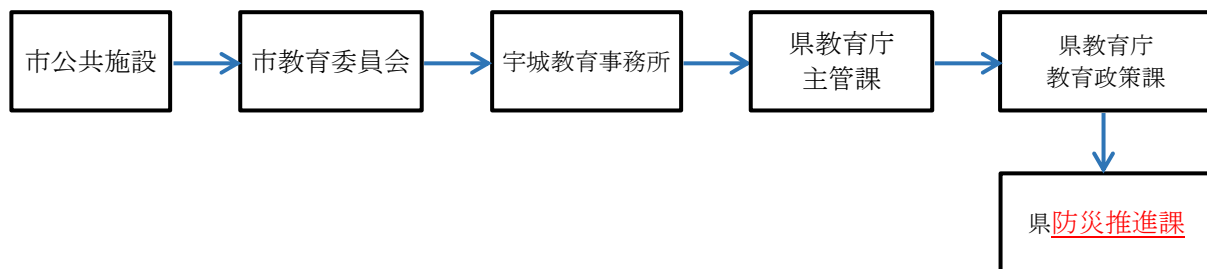 市公共施設
市教育委員会
宇城教育事務所
県教育庁
主管課
県教育庁
教育政策課
県防災推進課